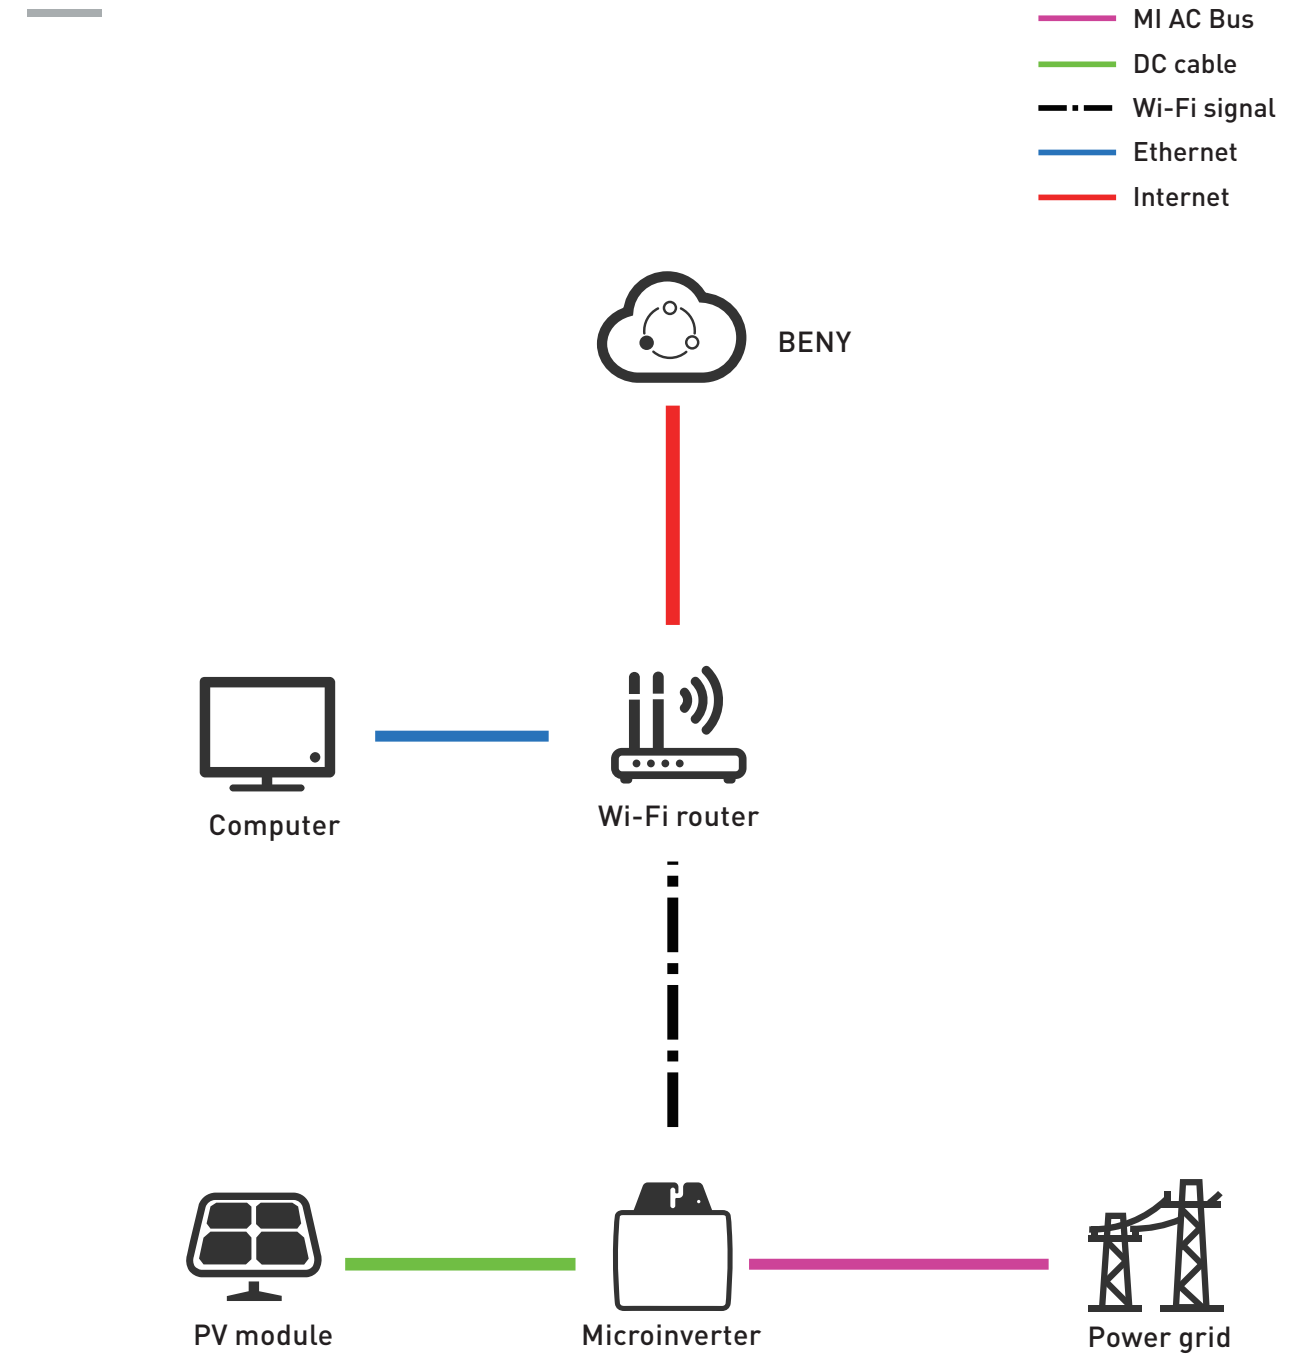 MI AC Bus
DC cable
Wi-Fi signal
Ethernet
Internet
BENY
Computer
Wi-Fi router
PV module
Microinverter
Power grid